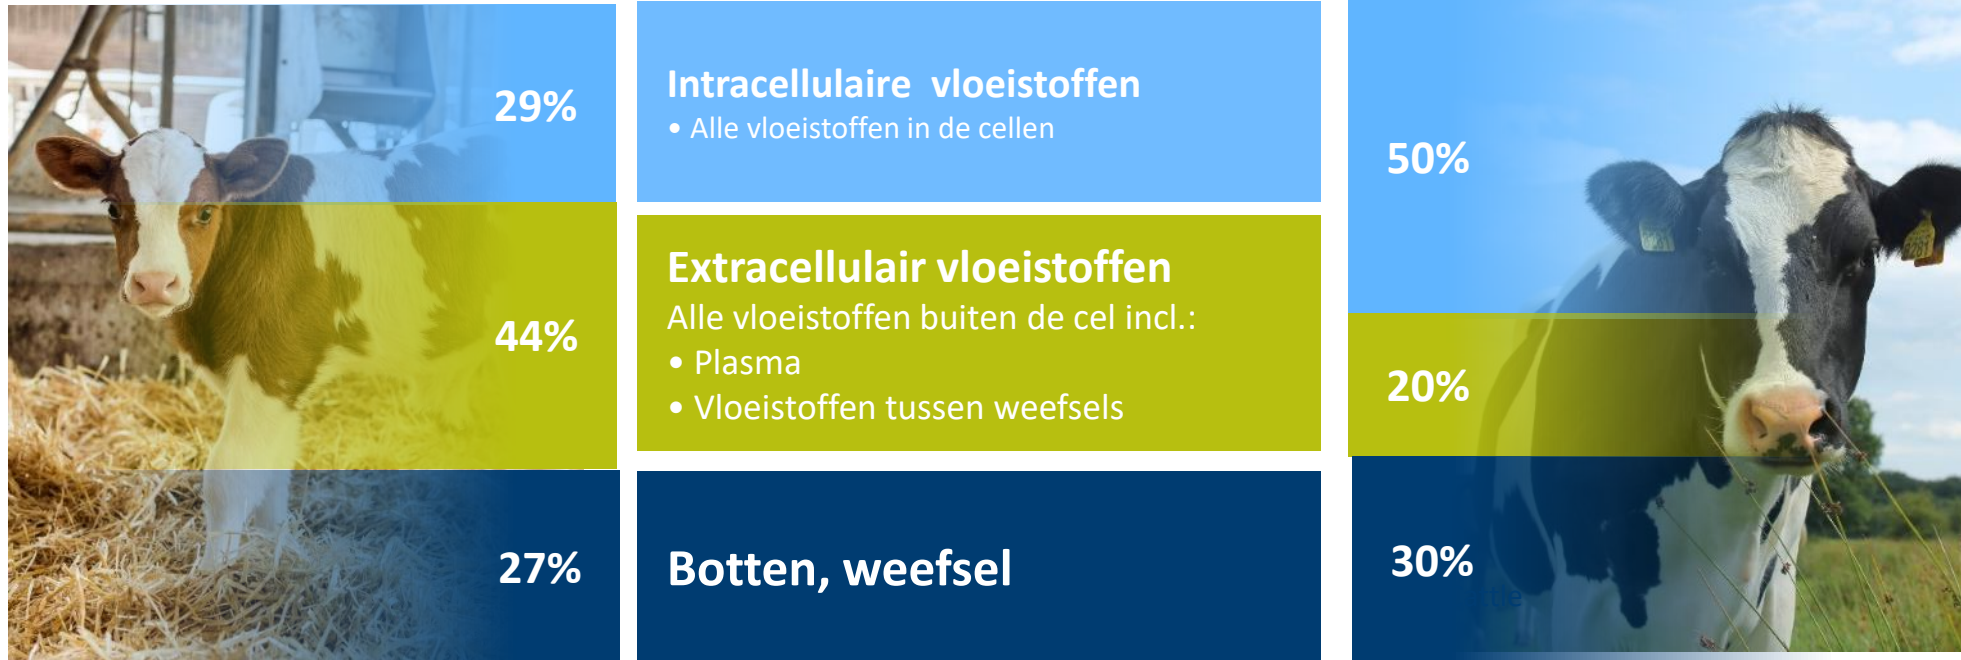 29%
44%
27%
Intracellulaire vloeistoffen
• Alle vloeistoffen in de cellen
Extracellulair vloeistoffen
Alle vloeistoffen buiten de cel incl.:
• Plasma
• Vloeistoffen tussen weefsels
Botten, weefsel
50%
20%
30%